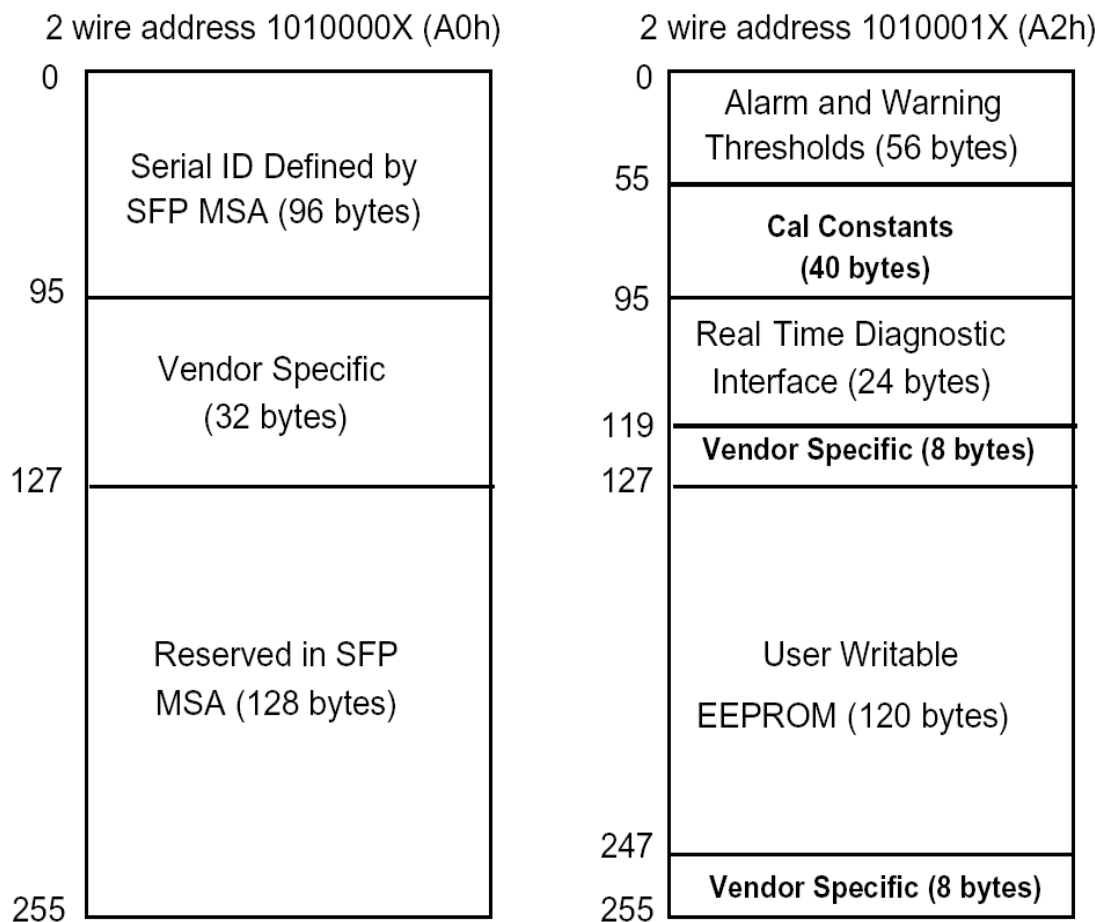 2 wire address 1010000X (A0h)
0
Serial ID Defined by
SFP MSA (96 bytes)
95
Vendor Specific
(32 bytes)
127
Reserved in SFP
MSA (128 bytes)
255
2 wire address 1010001X (A2h)
0
Alarm and Warning
Thresholds (56 bytes)
55
Cal Constants
(40 bytes)
95
Real Time Diagnostic
Interface (24 bytes)
119
Vendor Specific (8 bytes)
127
User Writable
EEPROM (120 bytes)
247
Vendor Specific (8 bytes)
255